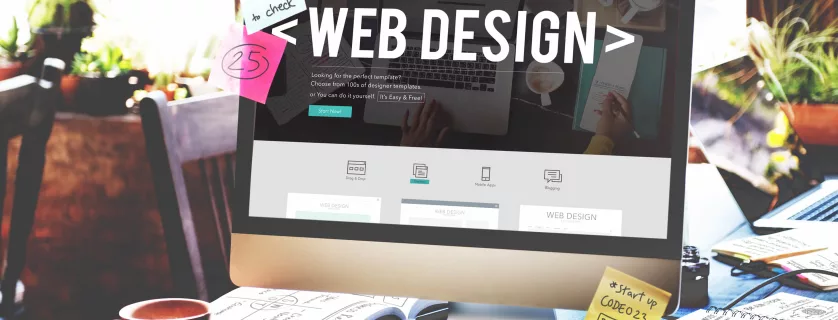 to check
< WEB DESIGN >
25
Looking for the perfect template?
Choose from 100s of designer templates
or You can do it yourself. It's Easy & Free!
Start Now!
Drag & Drop
Mobile Apps
Blogging
WEB DESIGN
WEB DESIGN
WEB DESIGN
*Start up
CODE023